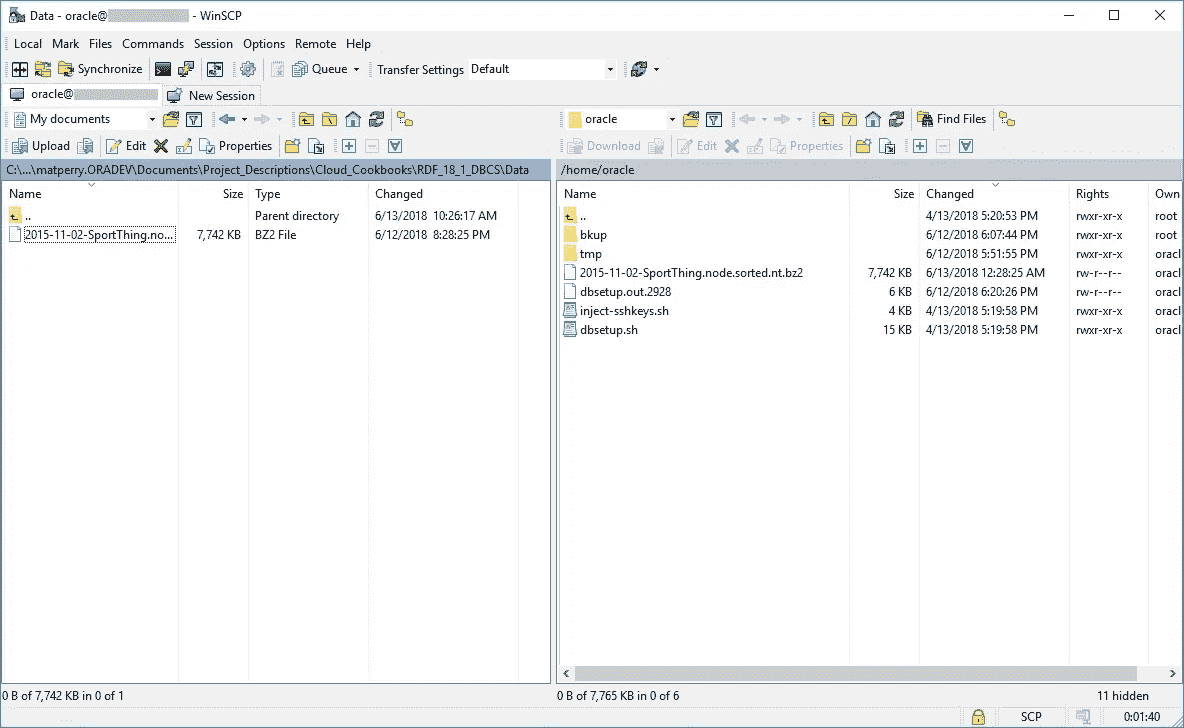 Data - oracle@ - WinSCP
Local Mark Files Commands Session Options Remote Help
Synchronize Queue Transfer Settings Default
oracle@ New Session
My documents oracle Find Files
Upload Edit Properties Download Edit Properties
C:\...\matperry.ORADEV\Documents\Project_Descriptions\Cloud_Cookbooks\RDF_18_1_DBCS\Data
Name Size Type Changed
.. Parent directory 6/13/2018 10:26:17 AM
2015-11-02-SportThing.no... 7,742 KB BZ2 File 6/12/2018 8:28:25 PM
0 B of 7,742 KB in 0 of 1
/home/oracle
Name Size Changed Rights Own
.. 4/13/2018 5:20:53 PM rwxr-xr-x root
bkup 6/12/2018 6:07:44 PM rwxr-xr-x root
tmp 6/12/2018 5:51:55 PM rwxr-xr-x oracl
2015-11-02-SportThing.node.sorted.nt.bz2 7,742 KB 6/13/2018 12:28:25 AM rw-r--r-- oracl
dbsetup.out.2928 6 KB 6/12/2018 6:20:26 PM rw-r--r-- oracl
inject-sshkeys.sh 4 KB 4/13/2018 5:19:58 PM rwxr-xr-x oracl
dbsetup.sh 15 KB 4/13/2018 5:19:58 PM rwxr-xr-x oracl
0 B of 7,765 KB in 0 of 6 11 hidden
SCP 0:01:40